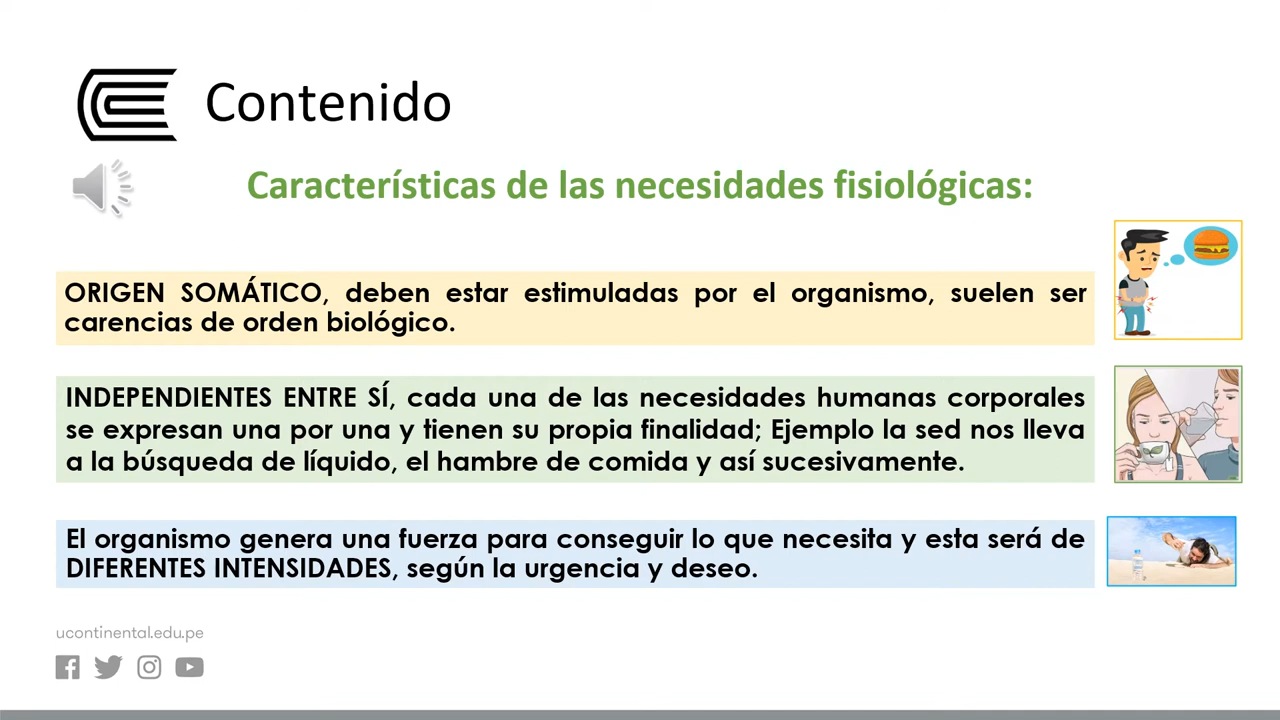 Contenido
Características de las necesidades fisiológicas:
ORIGEN SOMÁTICO, deben estar estimuladas por el organismo, suelen ser
carencias de orden biológico.
INDEPENDIENTES ENTRE SÍ, cada una de las necesidades humanas corporales
se expresan una por una y tienen su propia finalidad; Ejemplo la sed nos lleva
a la búsqueda de líquido, el hambre de comida y así sucesivamente.
El organismo genera una fuerza para conseguir lo que necesita y esta será de
DIFERENTES INTENSIDADES, según la urgencia y deseo.
ucontinental.edu.pe